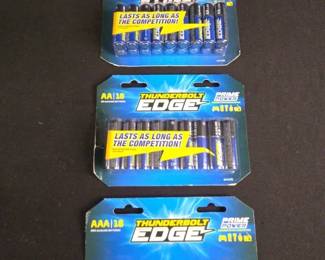 LASTS AS LONG AS
THE COMPETITION!
EDGE
AA|18
THUNDERBOLT
EDGE
PRIME
POWER
LASTS AS LONG AS
THE COMPETITION!
AAA|18
THUNDERBOLT
EDGE
PRIME
POWER